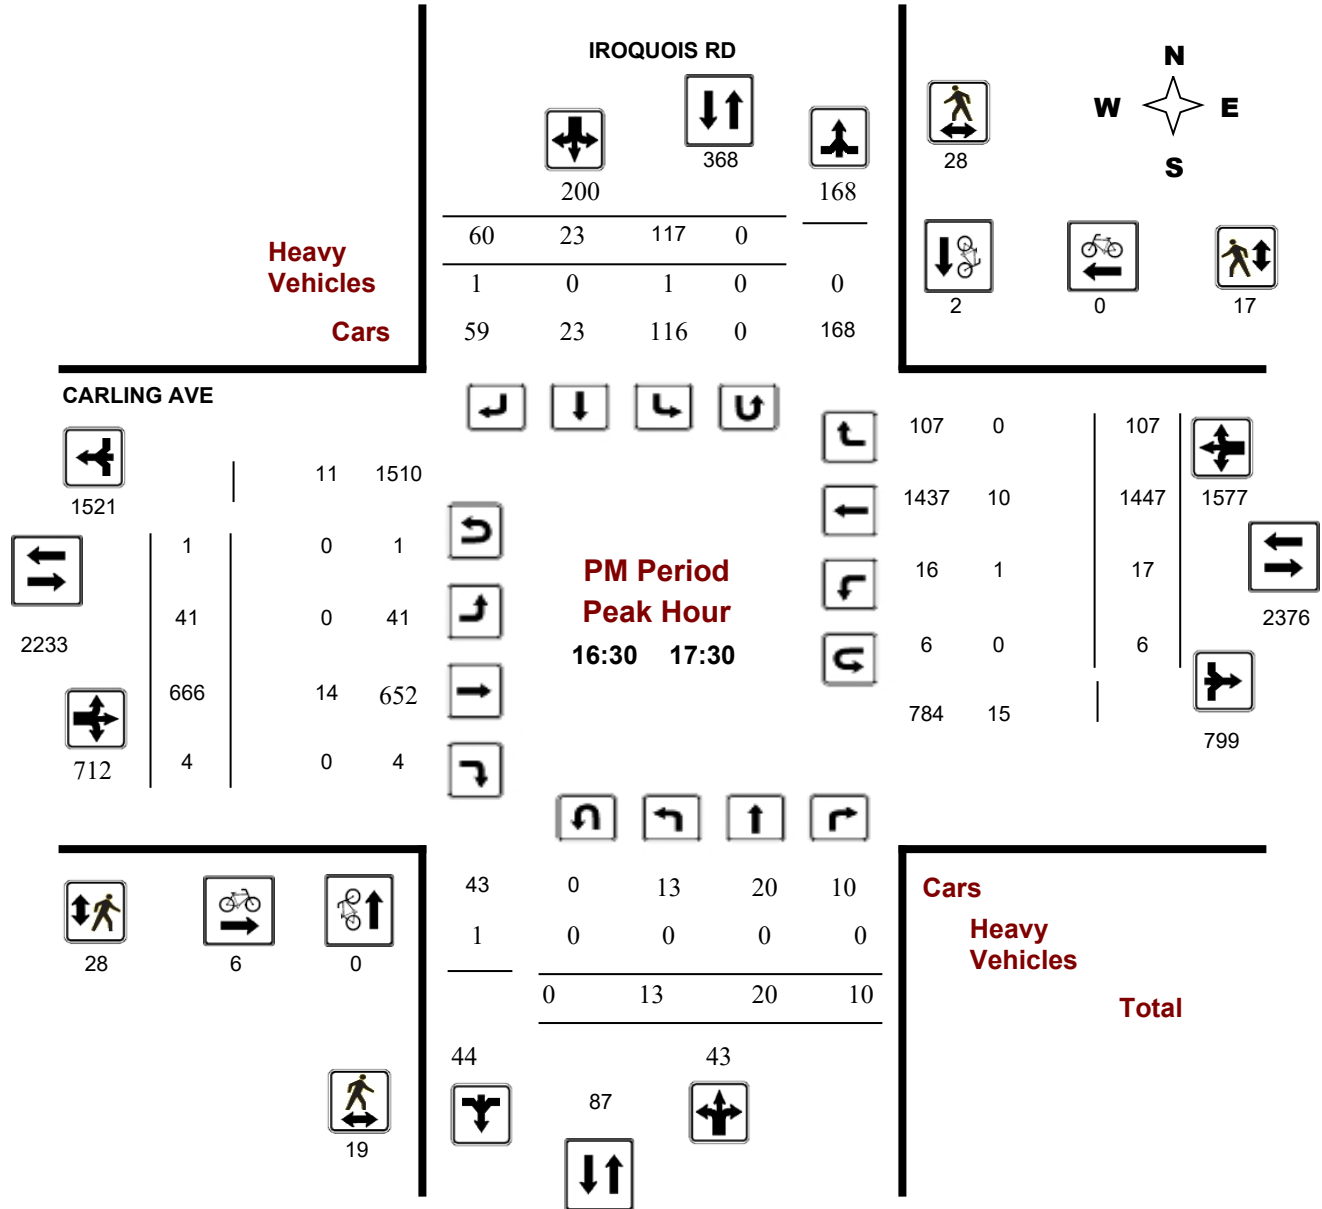 IROQUOIS RD
N
W E
S
368
28
200 168
60 23 117 0
Heavy
Vehicles
1 0 1 0 0
2 0 17
Cars
59 23 116 0 168
CARLING AVE
107 0 107
11 1510
1521
1437 10 1447 1577
1 0 1
PM Period
Peak Hour
16 1 17
41 0 41
2376
2233
16:30 17:30
6 0 6
666 14 652
784 15
799
712 4 0 4
43 0 13 20 10
Cars
1 0 0 0 0
Heavy
Vehicles
28 6 0
0 13 20 10
Total
44 43
87
19